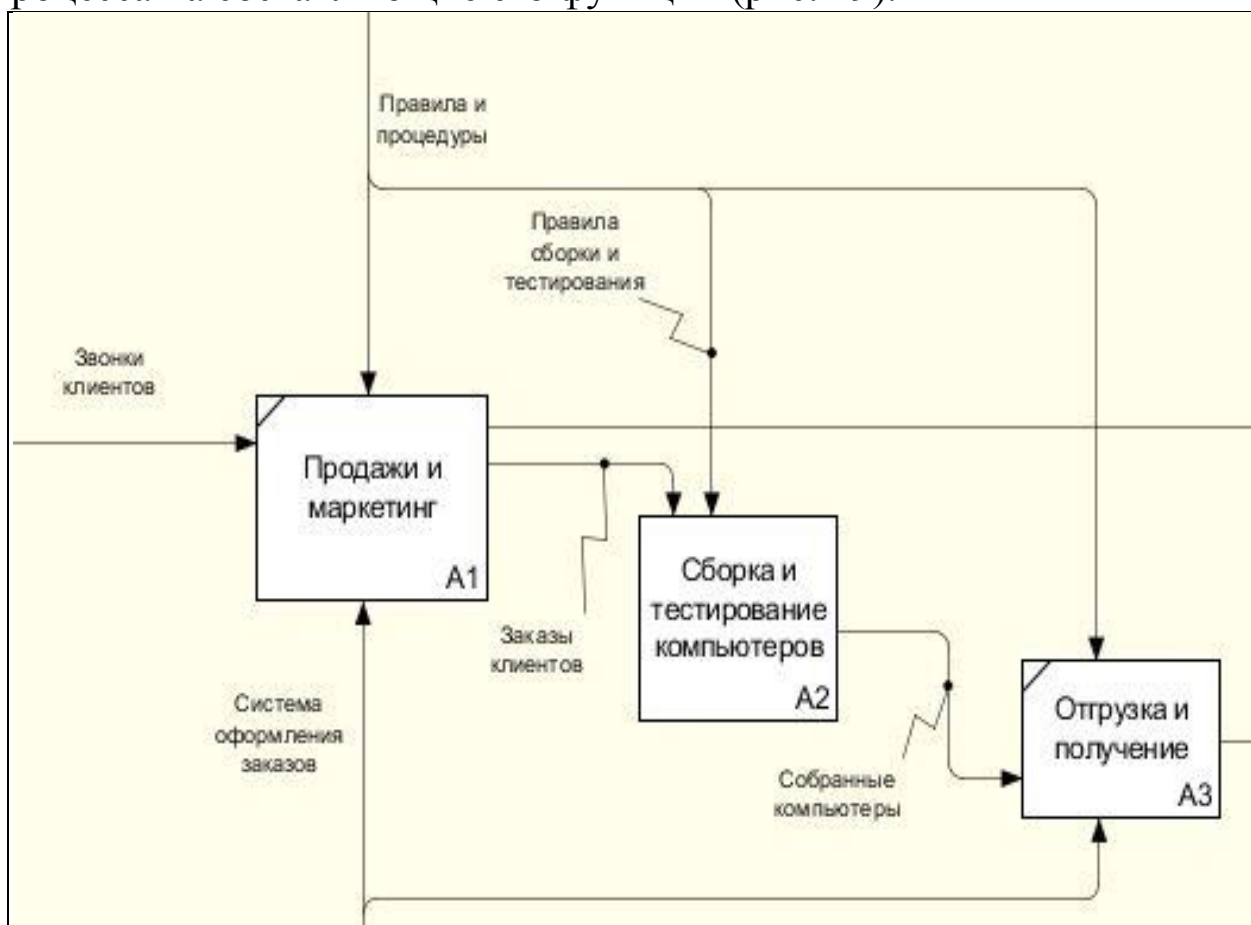 Правила и
процедуры
Правила
сборки и
тестирования
Звонки
клиентов
Продажи и
маркетинг
A1
Сборка и
тестирование
компьютеров
A2
Заказы
клиентов
Система
оформления
заказов
Отгрузка и
получение
A3
Собранные
компьютеры